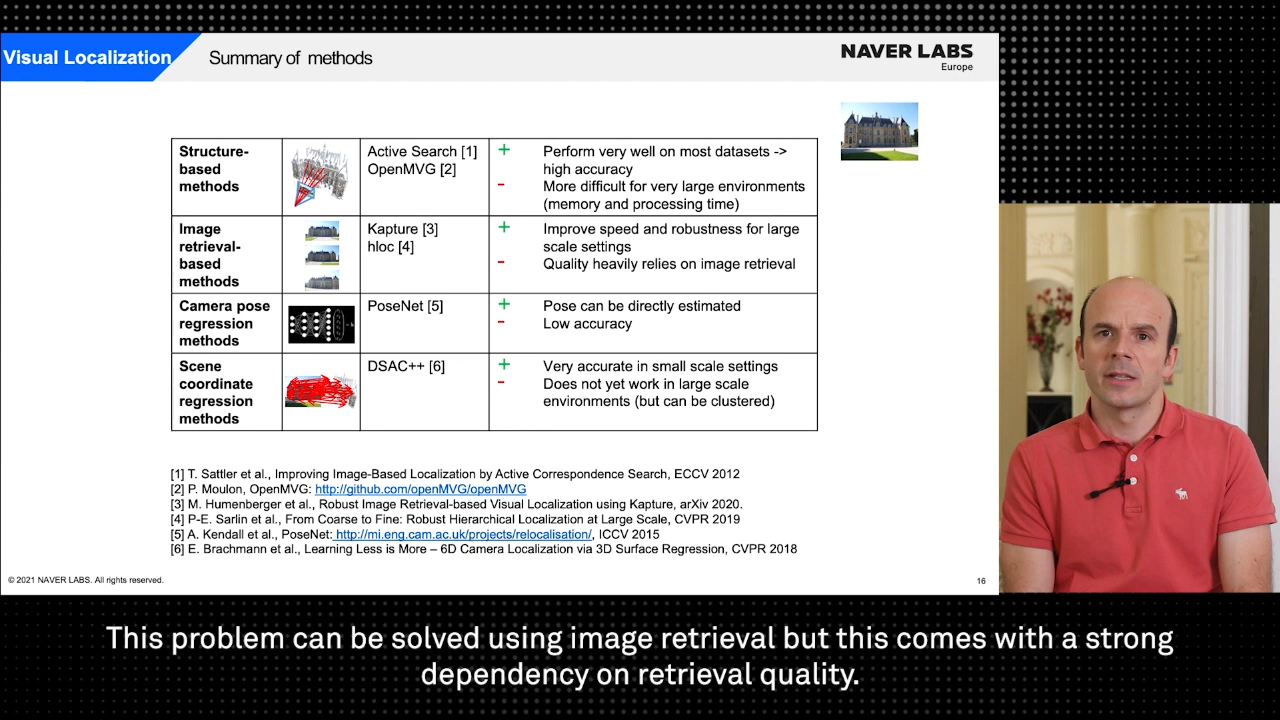 Visual Localization
Summary of methods
NAVER LABS
Europe
Structure-
based
methods
Active Search [1]
OpenMVG [2]
+ Perform very well on most datasets ->
high accuracy
- More difficult for very large environments
(memory and processing time)
Image
retrieval-
based
methods
Kapture [3]
hloc [4]
+ Improve speed and robustness for large
scale settings
- Quality heavily relies on image retrieval
Camera pose
regression
methods
PoseNet [5]
+ Pose can be directly estimated
- Low accuracy
Scene
coordinate
regression
methods
DSAC++ [6]
+ Very accurate in small scale settings
- Does not yet work in large scale
environments (but can be clustered)
[1] T. Sattler et al., Improving Image-Based Localization by Active Correspondence Search, ECCV 2012
[2] P. Moulon, OpenMVG: http://github.com/openMVG/openMVG
[3] M. Humenberger et al., Robust Image Retrieval-based Visual Localization using Kapture, arXiv 2020.
[4] P-E. Sarlin et al., From Coarse to Fine: Robust Hierarchical Localization at Large Scale, CVPR 2019
[5] A. Kendall et al., PoseNet: http://mi.eng.cam.ac.uk/projects/relocalisation/, ICCV 2015
[6] E. Brachmann et al., Learning Less is More – 6D Camera Localization via 3D Surface Regression, CVPR 2018
© 2021 NAVER LABS. All rights reserved.
16
This problem can be solved using image retrieval but this comes with a strong
dependency on retrieval quality.